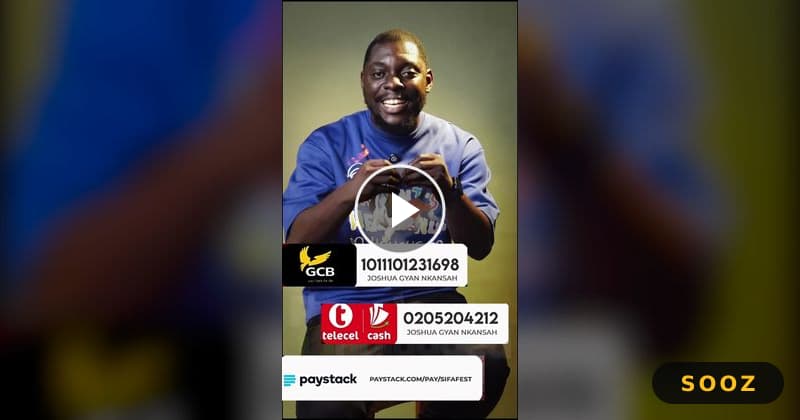 GCB
1011101231698
JOSHUA GYAN NKANSAH
telecel cash
0205204212
JOSHUA GYAN NKANSAH
paystack
PAYSTACK.COM/PAY/SIFAFEST
SOOZ